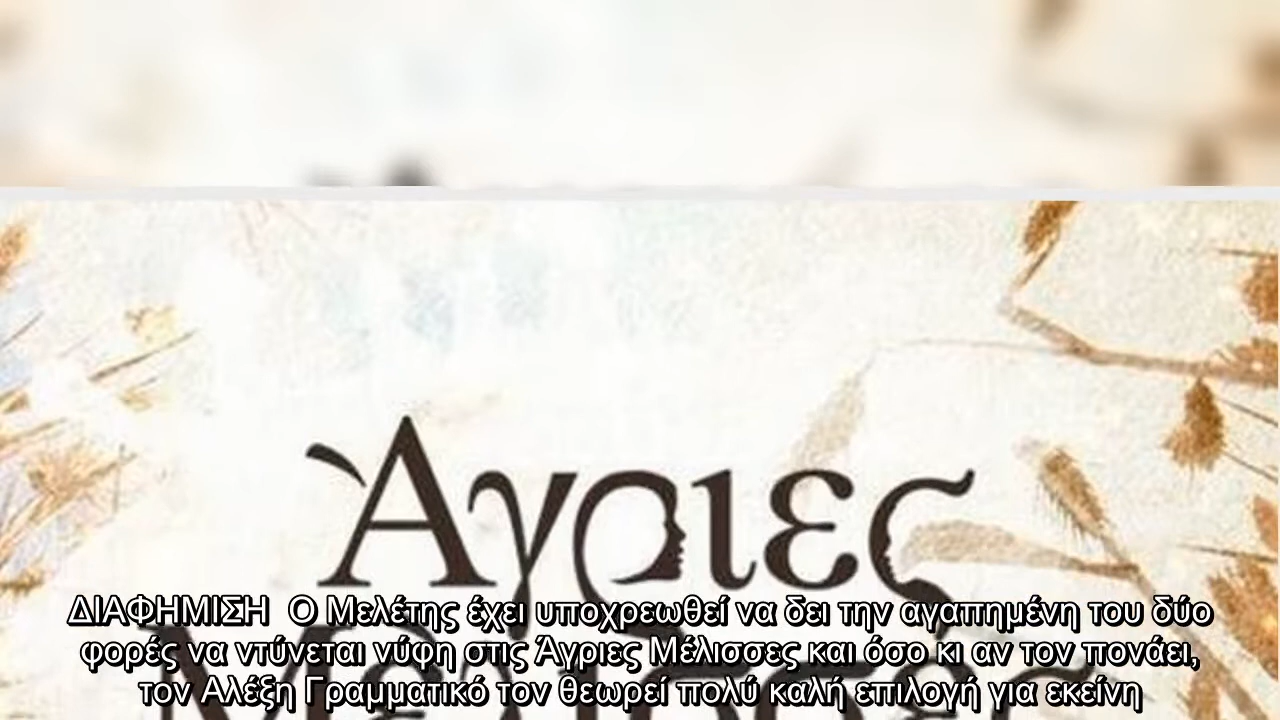 Άγριες
Μέλισσες
ΔΙΑΦΗΜΙΣΗ Ο Μελέτης έχει υποχρεωθεί να δει την αγαπημένη του δύο
φορές να ντύνεται νύφη στις Άγριες Μέλισσες και όσο κι αν τον πονάει,
τον Αλέξη Γραμματικό τον θεωρεί πολύ καλή επιλογή για εκείνη